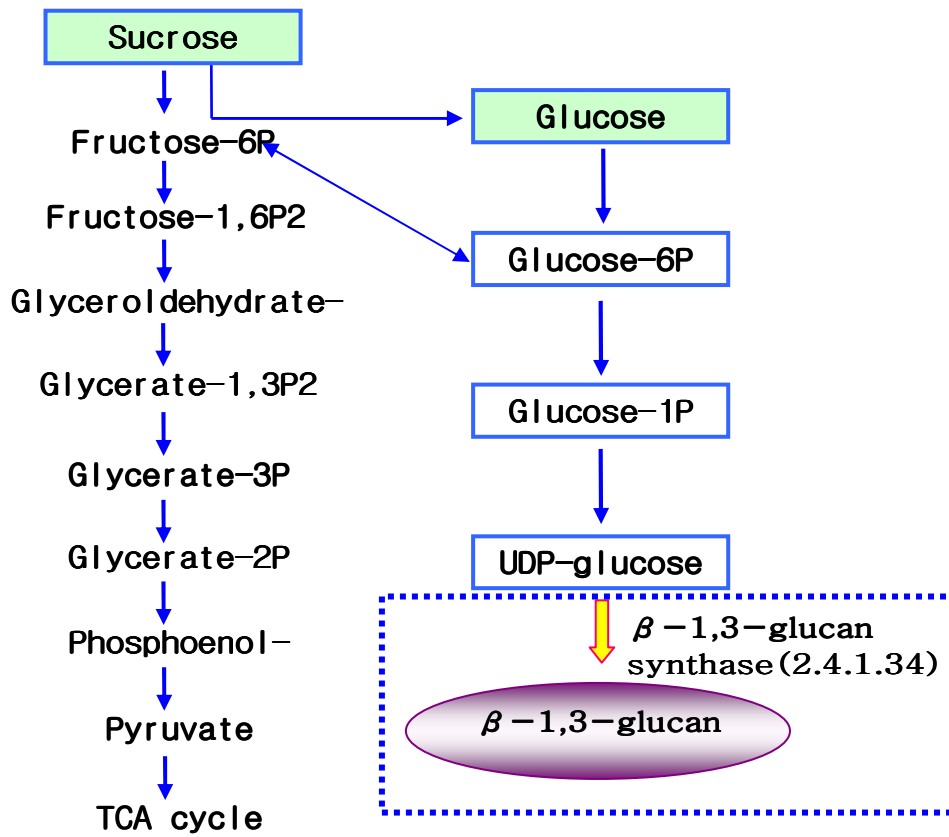 Sucrose
Glucose
Fructose-6P
Fructose-1,6P2
Glucose-6P
Glyceroldehydrate-
Glycerate-1,3P2
Glucose-1P
Glycerate-3P
Glycerate-2P
UDP-glucose
β-1,3-glucan
synthase(2.4.1.34)
Phosphoenol-
β-1,3-glucan
Pyruvate
TCA cycle